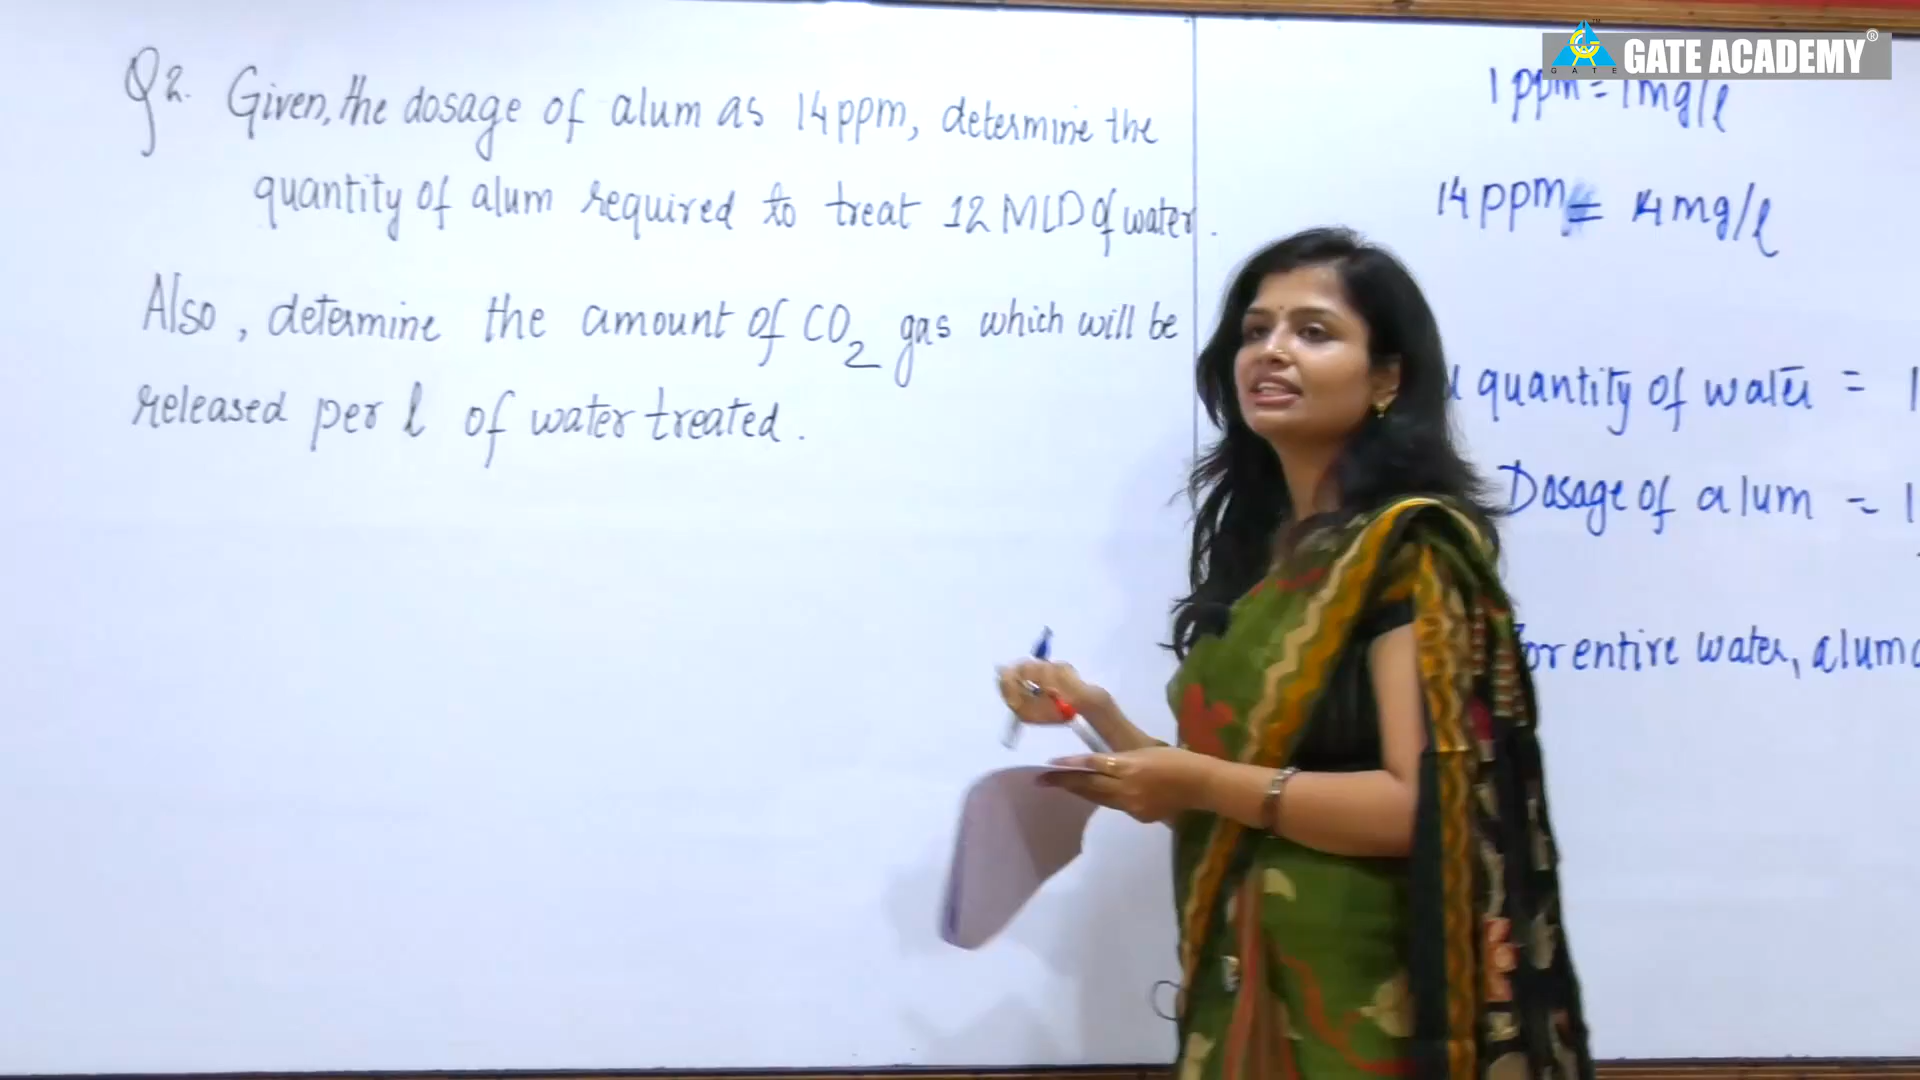 Q2. Given, the dosage of alum as 14ppm, determine the
quantity of alum required to treat 12 MLD of water.
Also, determine the amount of CO2 gas which will be
released per l of water treated.
GATE ACADEMY®
GATE
1 ppm = 1mg/l
14 ppm = 14 mg/l
quantity of water =
Dosage of alum =
entire water, alum